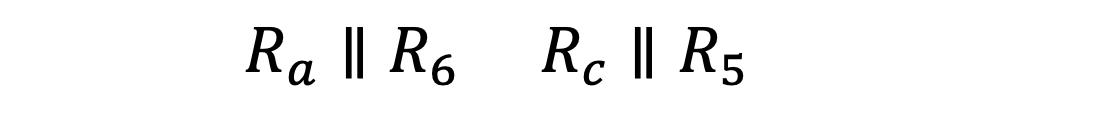 Rₐ ∥ R₆ R𝒸 ∥ R₅